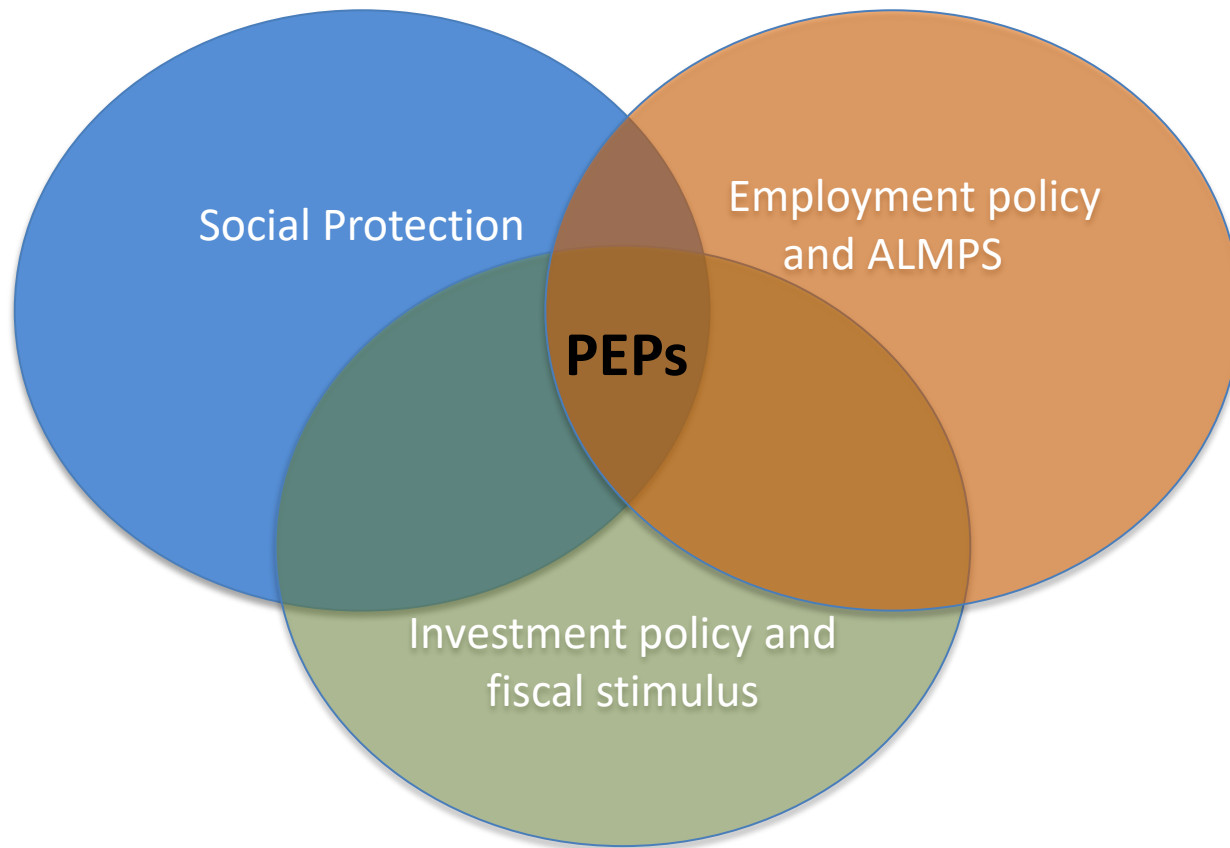 Social Protection
Employment policy
and ALMPS
PEPs
Investment policy and
fiscal stimulus